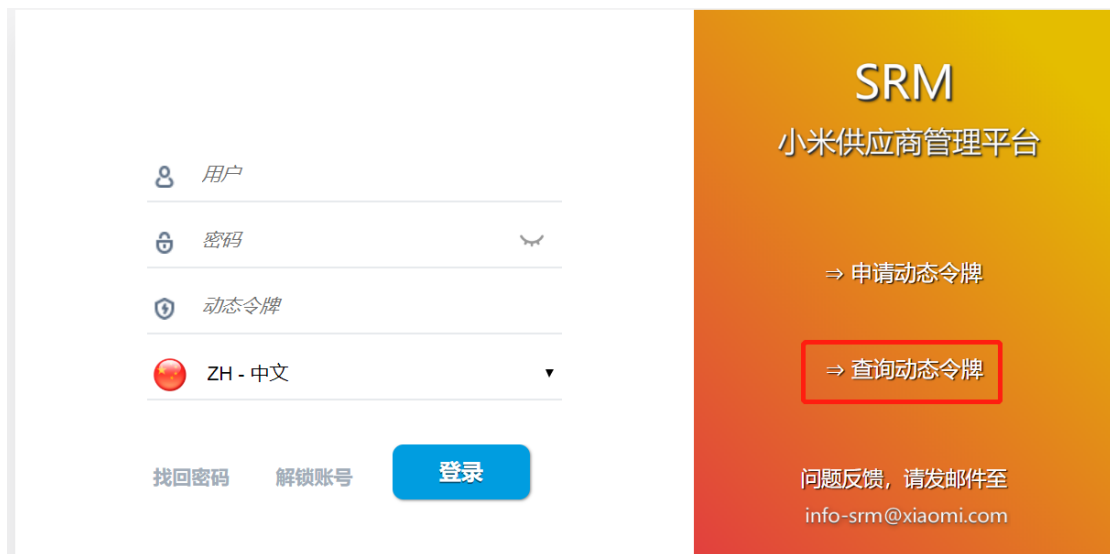 用户
密码
动态令牌
ZH - 中文
找回密码 解锁账号 登录
SRM
小米供应商管理平台
⇒ 申请动态令牌
⇒ 查询动态令牌
问题反馈，请发邮件至
info-srm@xiaomi.com